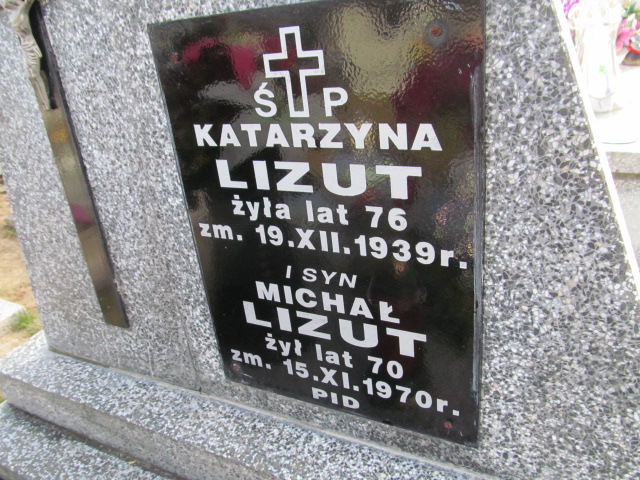 Ś P
KATARZYNA
LIZUT
żyła lat 76
zm. 19.XII.1939r.
I SYN
MICHAŁ
LIZUT
żył lat 70
zm. 15.XI.1970r.
PID